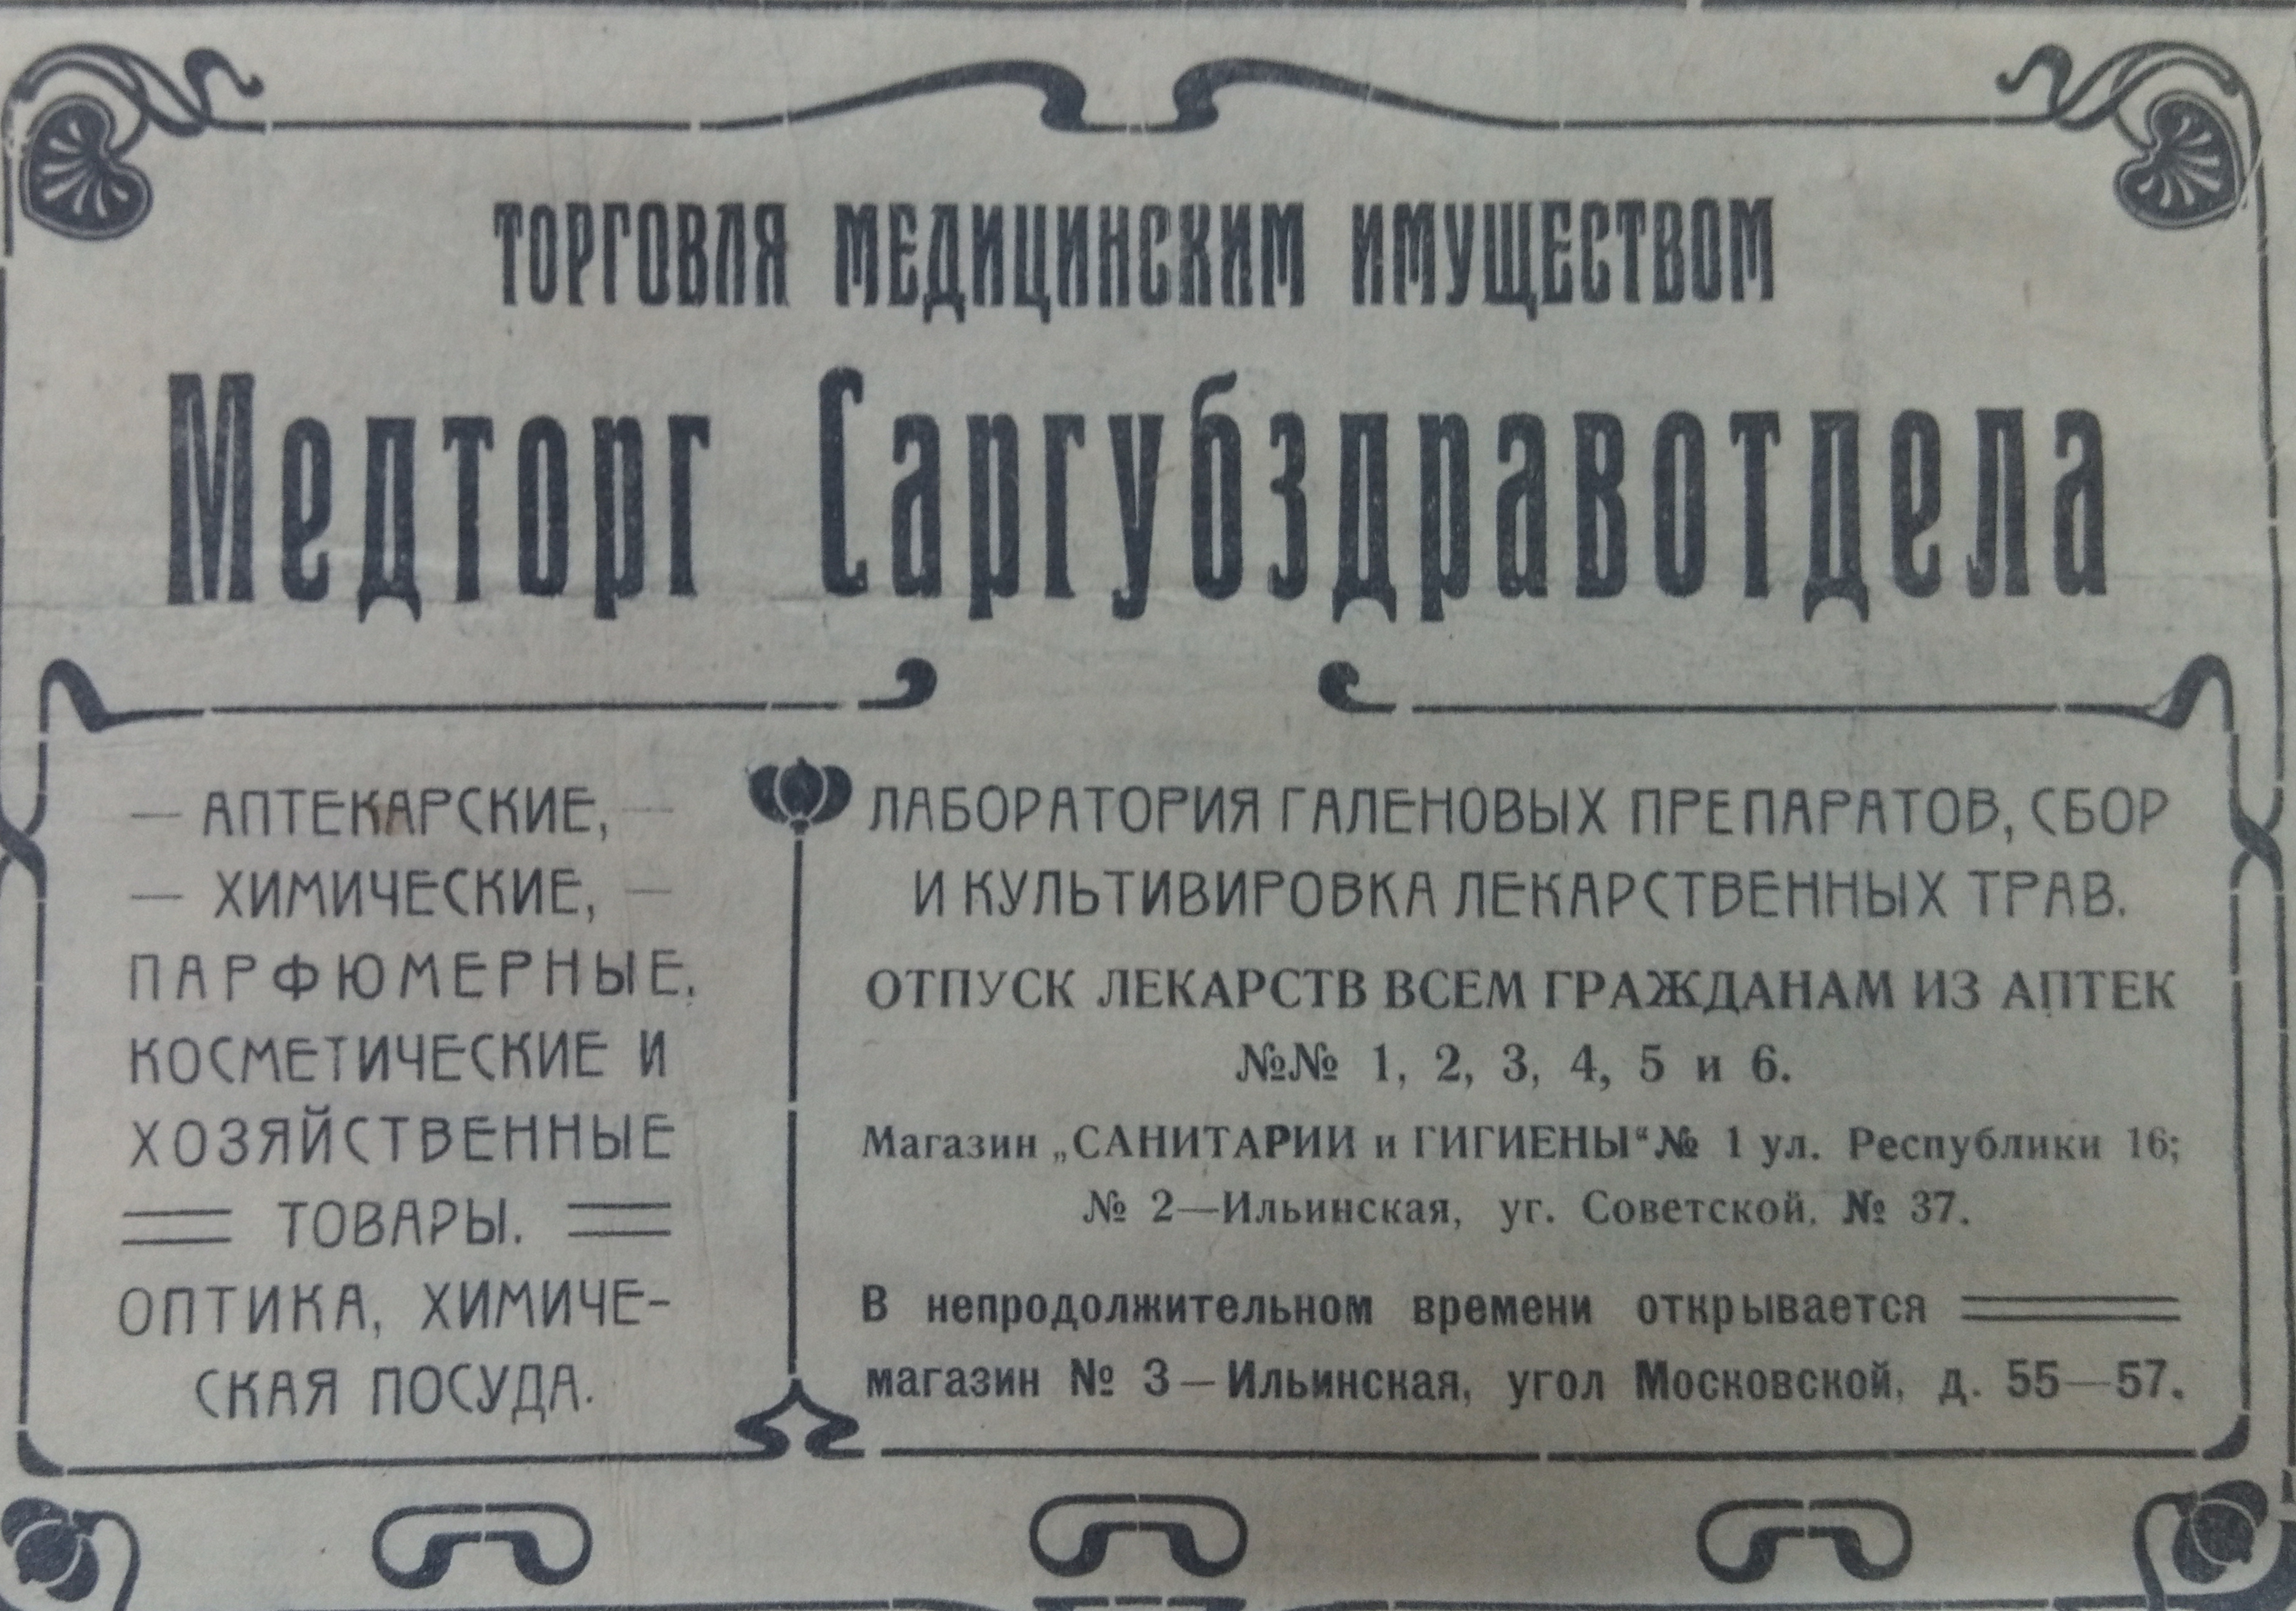 ТОРГОВЛЯ МЕДИЦИНСКИМ ИМУЩЕСТВОМ
Медторг Саргубздравотдела
— АПТЕКАРСКИЕ, —
— ХИМИЧЕСКИЕ, —
ПАРФЮМЕРНЫЕ,
КОСМЕТИЧЕСКИЕ И
ХОЗЯЙСТВЕННЫЕ
ТОВАРЫ.
ОПТИКА, ХИМИЧЕ-
СКАЯ ПОСУДА.
ЛАБОРАТОРИЯ ГАЛЕНОВЫХ ПРЕПАРАТОВ, СБОР
И КУЛЬТИВИРОВКА ЛЕКАРСТВЕННЫХ ТРАВ.
ОТПУСК ЛЕКАРСТВ ВСЕМ ГРАЖДАНАМ ИЗ АПТЕК
№№ 1, 2, 3, 4, 5 и 6.
Магазин „САНИТАРИИ и ГИГИЕНЫ“ № 1 ул. Республики 16;
№ 2—Ильинская, уг. Советской, № 37.
В непродолжительном времени открывается
магазин № 3—Ильинская, угол Московской, д. 55—57.